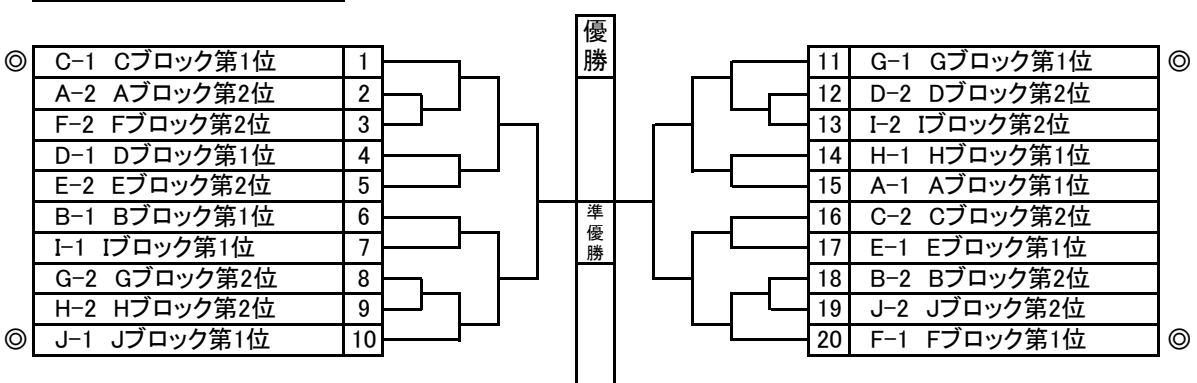 優勝
◎ C-1 Cブロック第1位 1
A-2 Aブロック第2位 2
F-2 Fブロック第2位 3
D-1 Dブロック第1位 4
E-2 Eブロック第2位 5
B-1 Bブロック第1位 6
I-1 Iブロック第1位 7
G-2 Gブロック第2位 8
H-2 Hブロック第2位 9
◎ J-1 Jブロック第1位 10
準優勝
11 G-1 Gブロック第1位 ◎
12 D-2 Dブロック第2位
13 I-2 Iブロック第2位
14 H-1 Hブロック第1位
15 A-1 Aブロック第1位
16 C-2 Cブロック第2位
17 E-1 Eブロック第1位
18 B-2 Bブロック第2位
19 J-2 Jブロック第2位
20 F-1 Fブロック第1位 ◎